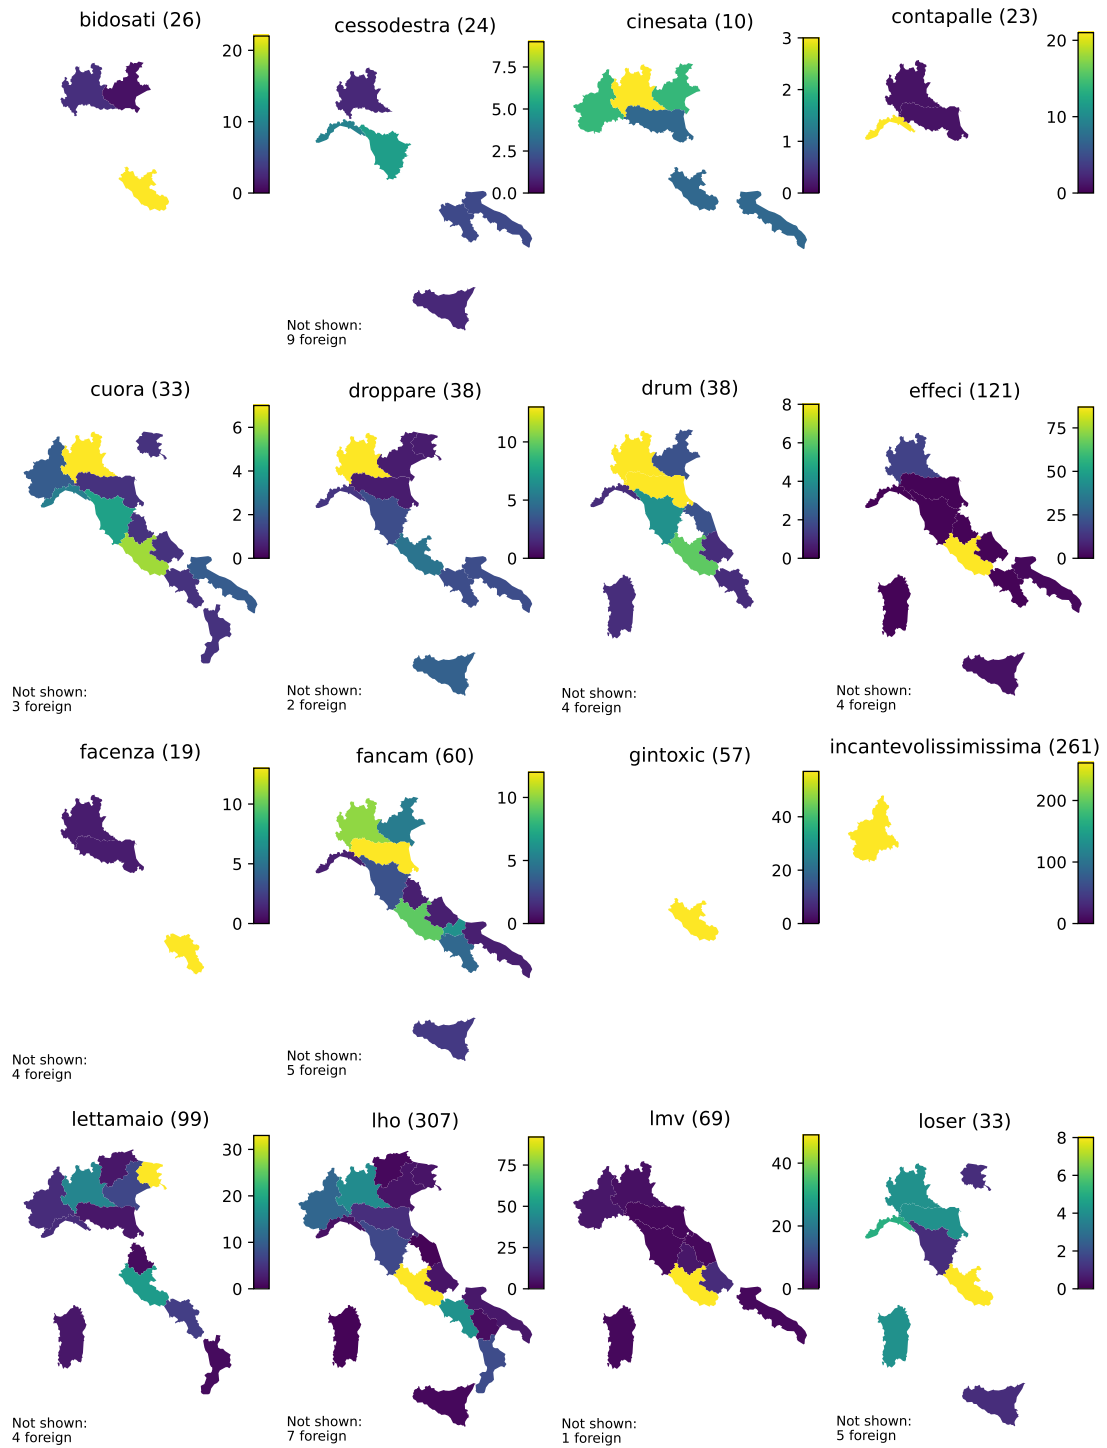 bidosati (26)
20
10
0
cessodestra (24)
7.5
5.0
2.5
0.0
Not shown:
9 foreign
cinesata (10)
3
2
1
0
contapalle (23)
20
10
0
cuora (33)
6
4
2
0
Not shown:
3 foreign
droppare (38)
10
5
0
Not shown:
2 foreign
drum (38)
8
6
4
2
0
Not shown:
4 foreign
effeci (121)
75
50
25
0
Not shown:
4 foreign
facenza (19)
10
5
0
Not shown:
4 foreign
fancam (60)
10
5
0
Not shown:
5 foreign
gintoxic (57)
40
20
0
incantevolissimissima (261)
200
100
0
lettamaio (99)
30
20
10
0
Not shown:
4 foreign
lho (307)
75
50
25
0
Not shown:
7 foreign
lmv (69)
40
20
0
Not shown:
1 foreign
loser (33)
8
6
4
2
0
Not shown:
5 foreign